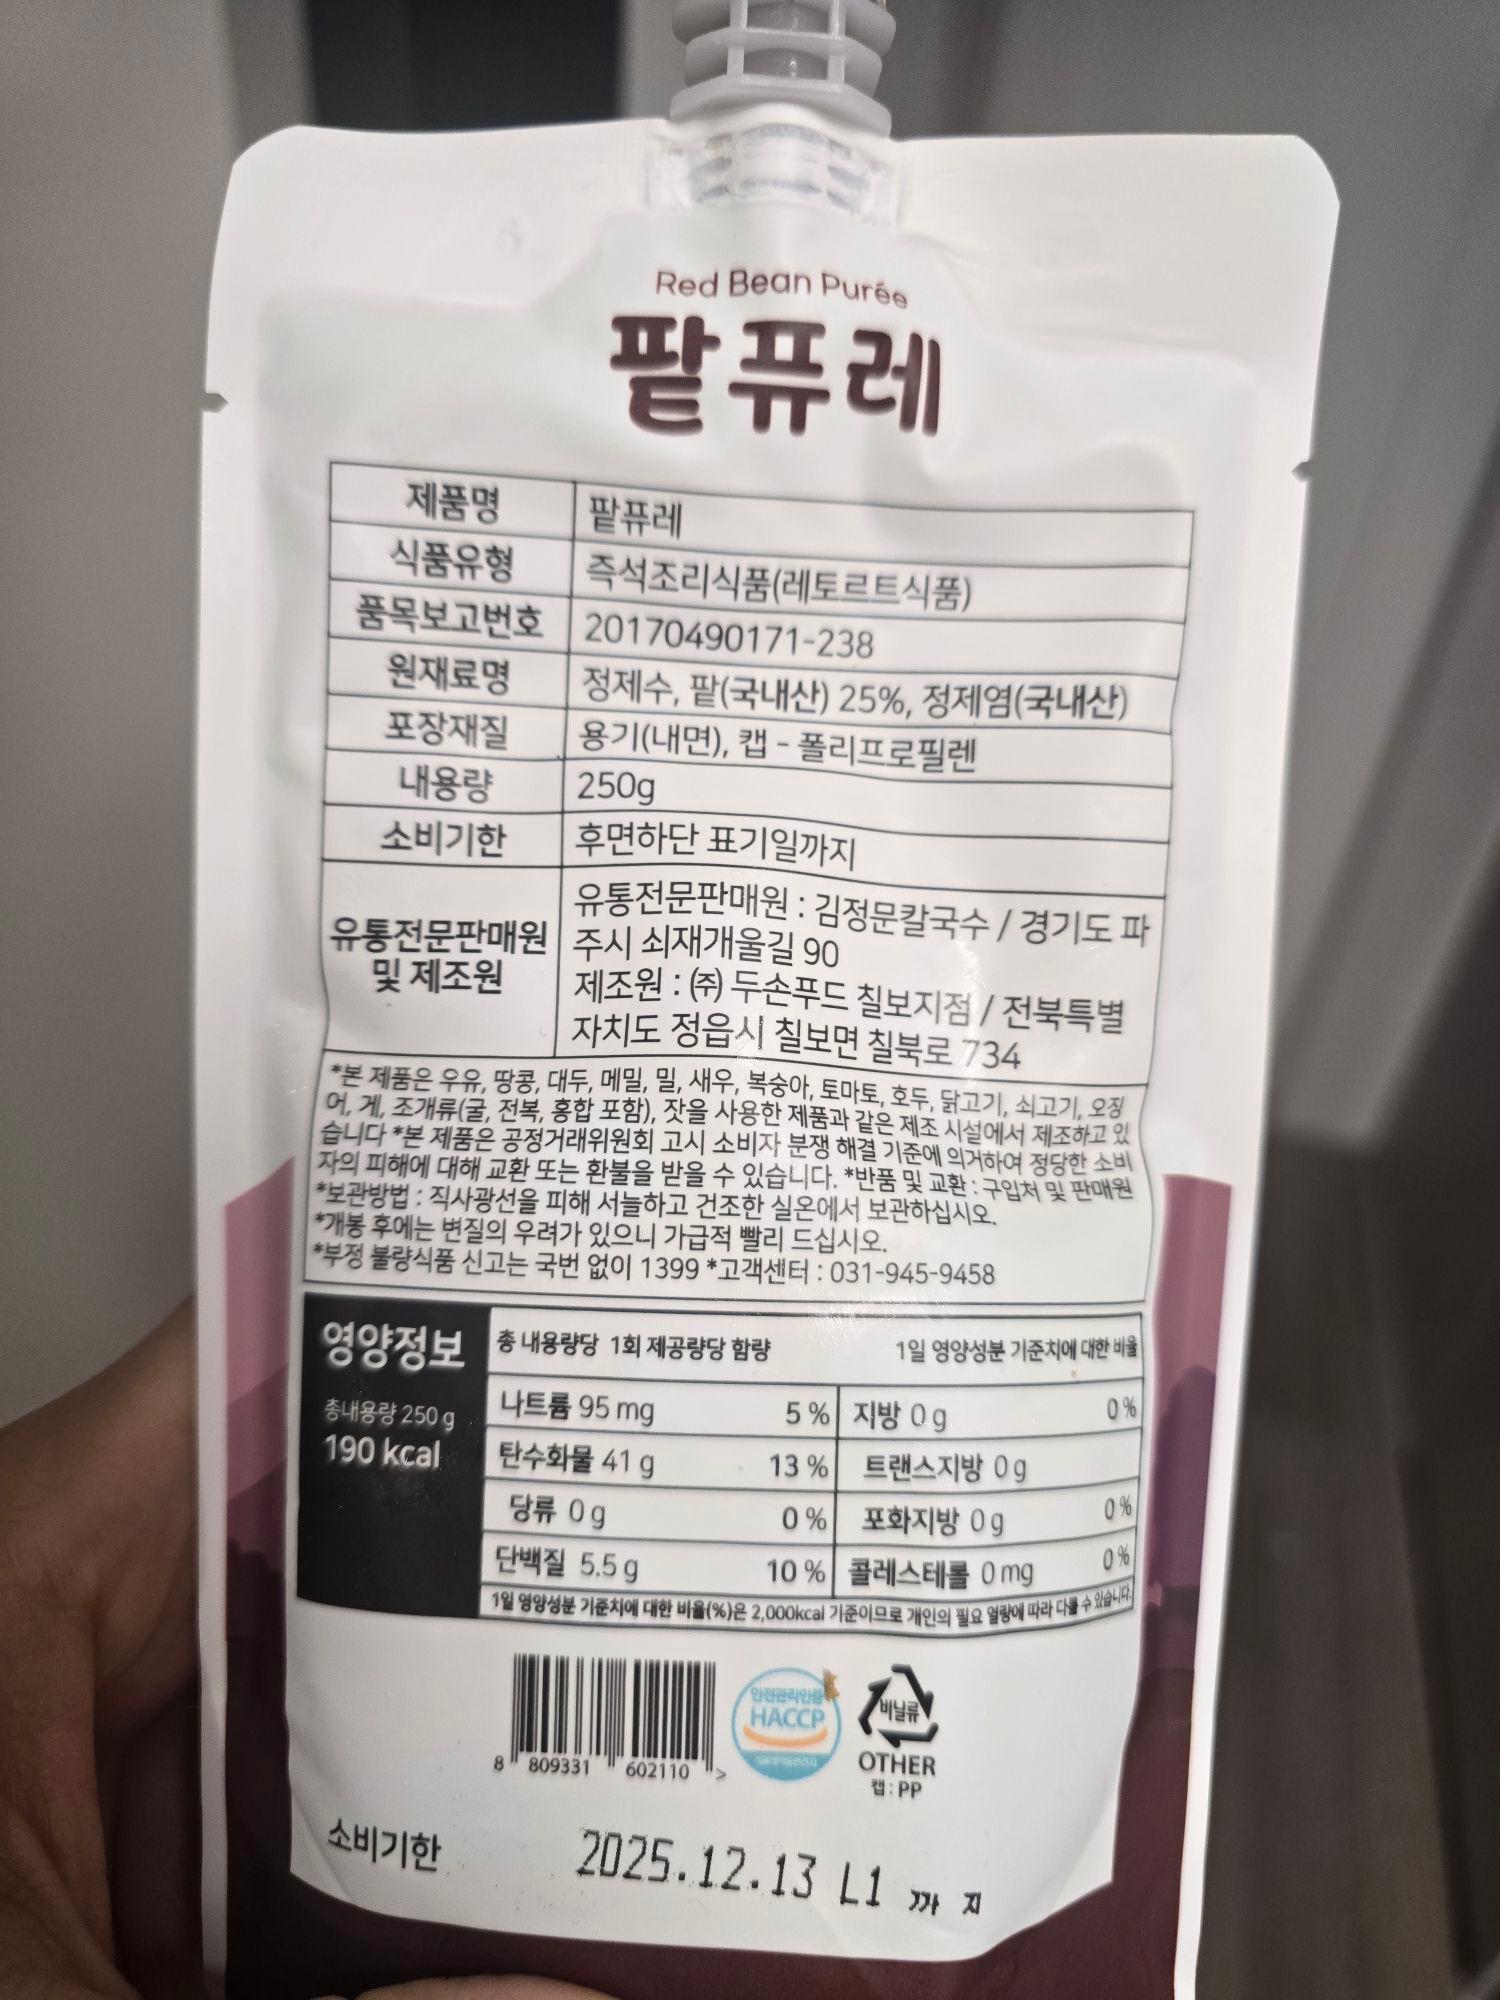 Red Bean Purée
팥퓨레
제품명 팥퓨레
식품유형 즉석조리식품(레토르트식품)
품목보고번호 20170490171-238
원재료명 정제수, 팥(국내산) 25%, 정제염(국내산)
포장재질 용기(내면), 캡 - 폴리프로필렌
내용량 250g
소비기한 후면하단 표기일까지
유통전문판매원 및 제조원
유통전문판매원 : 김정문칼국수 / 경기도 파
주시 쇠재개울길 90
제조원 : ㈜ 두손푸드 칠보지점 / 전북특별
자치도 정읍시 칠보면 칠북로 734
*본 제품은 우유, 땅콩, 대두, 메밀, 밀, 새우, 복숭아, 토마토, 호두, 닭고기, 쇠고기, 오징
어, 게, 조개류(굴, 전복, 홍합 포함), 잣을 사용한 제품과 같은 제조 시설에서 제조하고 있
습니다 *본 제품은 공정거래위원회 고시 소비자 분쟁 해결 기준에 의거하여 정당한 소비
자의 피해에 대해 교환 또는 환불을 받을 수 있습니다. *반품 및 교환 : 구입처 및 판매원
*보관방법 : 직사광선을 피해 서늘하고 건조한 실온에서 보관하십시오.
*개봉 후에는 변질의 우려가 있으니 가급적 빨리 드십시오.
*부정 불량식품 신고는 국번 없이 1399 *고객센터 : 031-945-9458
영양정보
총내용량 250 g
190 kcal
총 내용량당 1회 제공량당 함량 1일 영양성분 기준치에 대한 비율
나트륨 95 mg 5 % 지방 0 g 0 %
탄수화물 41 g 13 % 트랜스지방 0 g
당류 0 g 0 % 포화지방 0 g 0 %
단백질 5.5 g 10 % 콜레스테롤 0 mg 0 %
1일 영양성분 기준치에 대한 비율(%)은 2,000kcal 기준이므로 개인의 필요 열량에 따라 다를 수 있습니다.
8 809331 602110 >
안전관리인증
HACCP
비닐류
OTHER
캡 : PP
소비기한 2025.12.13 L1 까지